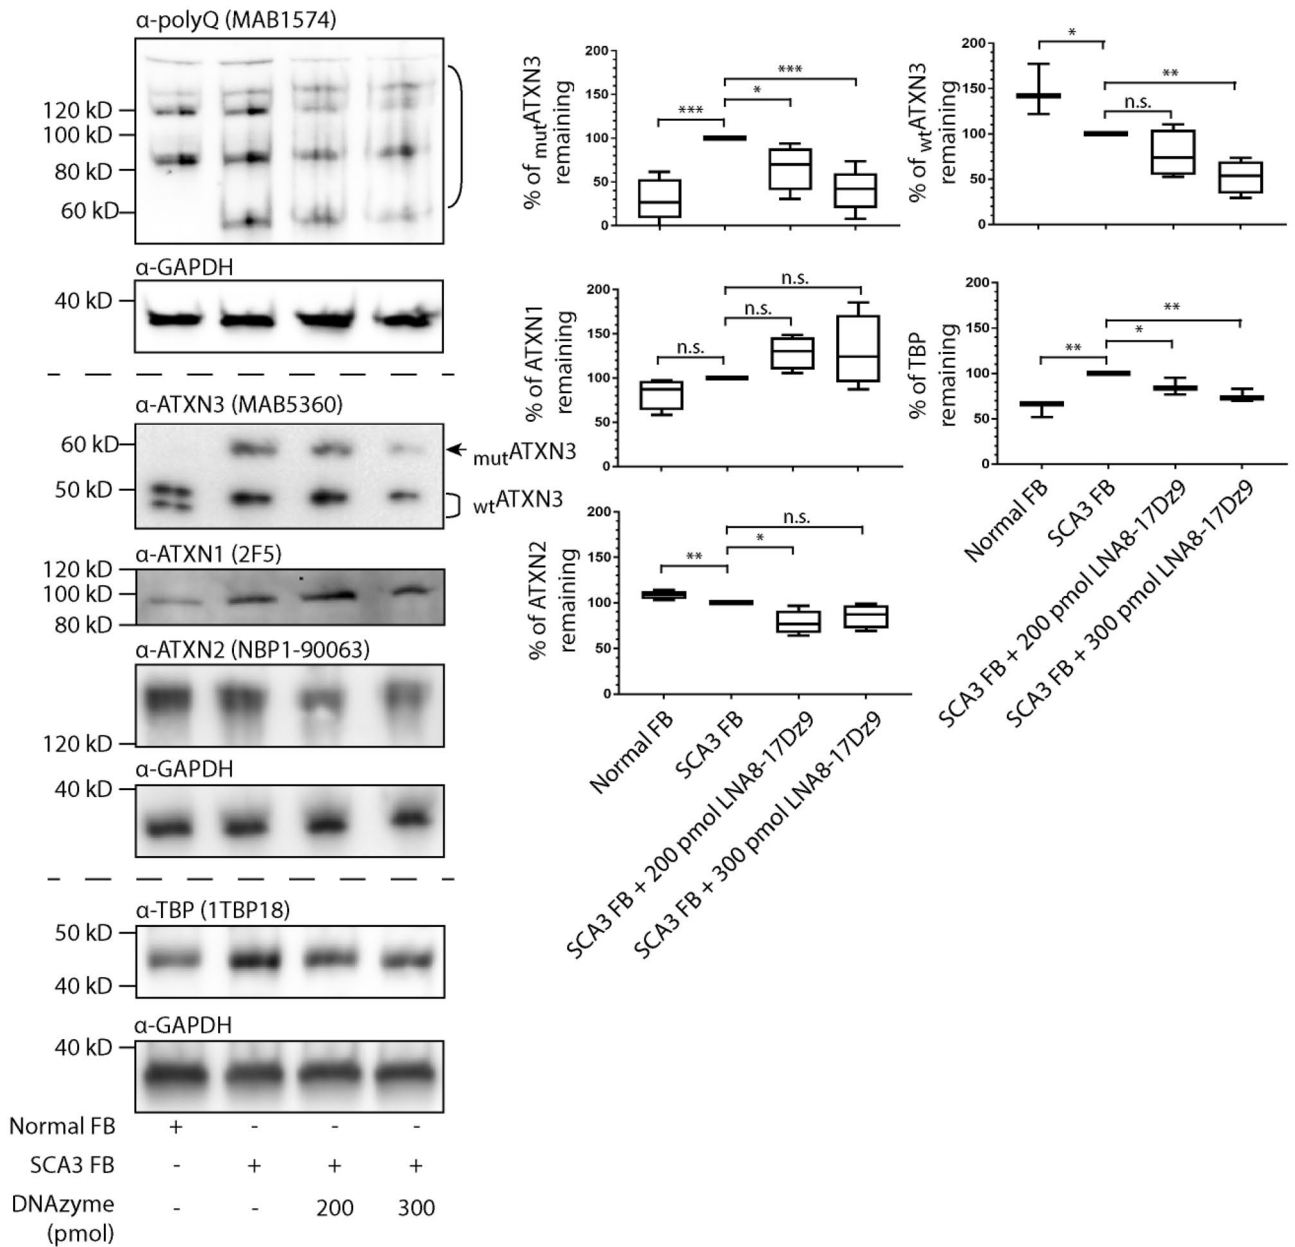 α-polyQ (MAB1574)
120 kD
100 kD
80 kD
60 kD
α-GAPDH
40 kD
α-ATXN3 (MAB5360)
60 kD
mutATXN3
50 kD
wtATXN3
α-ATXN1 (2F5)
120 kD
100 kD
80 kD
α-ATXN2 (NBP1-90063)
120 kD
α-GAPDH
40 kD
α-TBP (1TBP18)
50 kD
40 kD
α-GAPDH
40 kD
Normal FB + - - -
SCA3 FB - + + +
DNAzyme - - 200 300
(pmol)
% of mutATXN3
remaining
200
150
100
50
0
***
*
***
% of wtATXN3
remaining
200
150
100
50
0
*
n.s.
**
% of ATXN1
remaining
200
150
100
50
0
n.s.
n.s.
n.s.
% of TBP
remaining
200
150
100
50
0
**
*
**
Normal FB
SCA3 FB
SCA3 FB + 200 pmol LNA8-17Dz9
SCA3 FB + 300 pmol LNA8-17Dz9
% of ATXN2
remaining
200
150
100
50
0
**
*
n.s.
Normal FB
SCA3 FB
SCA3 FB + 200 pmol LNA8-17Dz9
SCA3 FB + 300 pmol LNA8-17Dz9